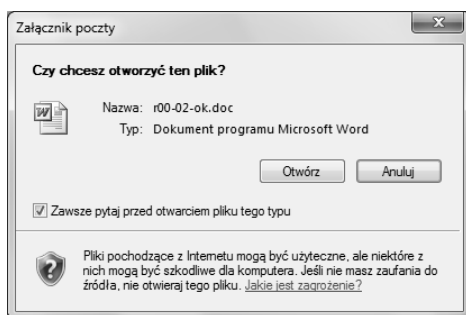 Załącznik poczty
Czy chcesz otworzyć ten plik?
Nazwa: r00-02-ok.doc
Typ: Dokument programu Microsoft Word
Otwórz Anuluj
Zawsze pytaj przed otwarciem pliku tego typu
Pliki pochodzące z Internetu mogą być użyteczne, ale niektóre z
nich mogą być szkodliwe dla komputera. Jeśli nie masz zaufania do
źródła, nie otwieraj tego pliku. Jakie jest zagrożenie?